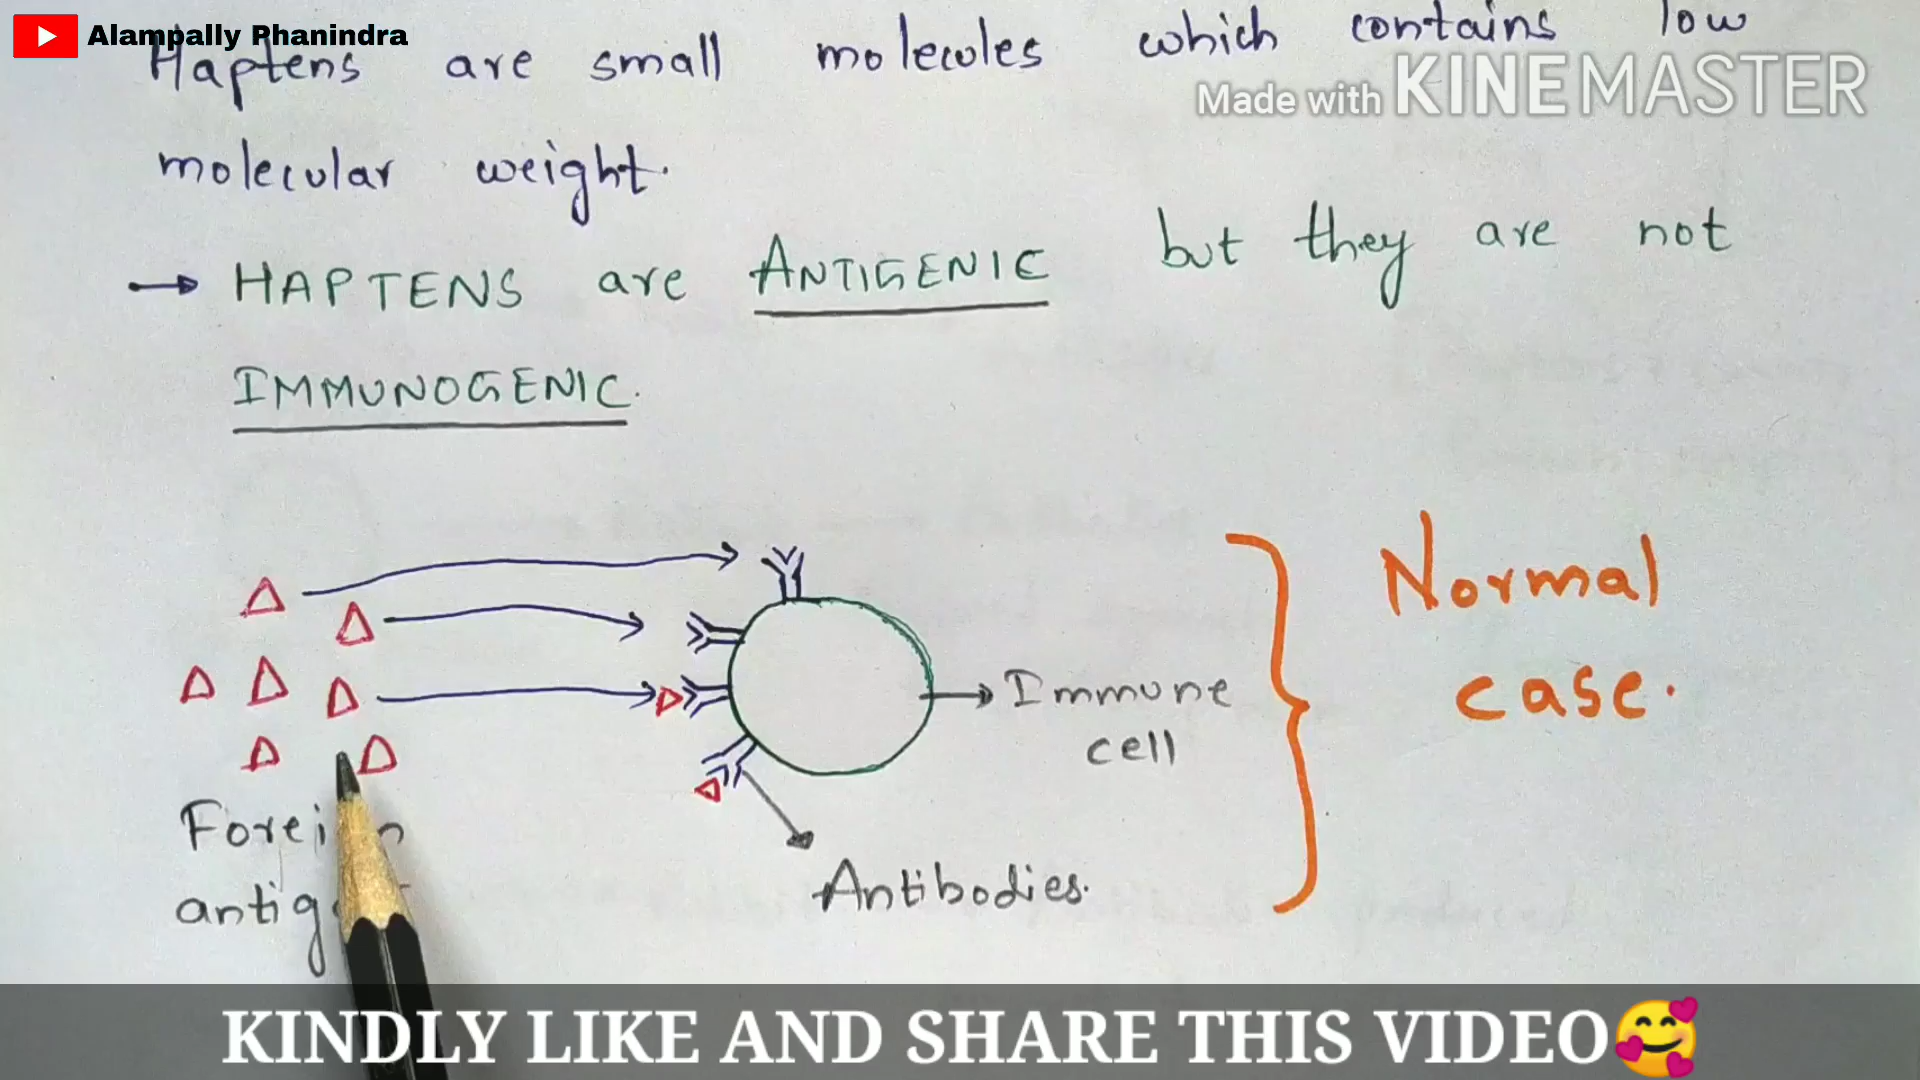 Alampally Phanindra
Haptens are small molecules which contains low
Made with KINEMASTER
molecular weight.
→ HAPTENS are ANTIGENIC but they are not
IMMUNOGENIC.
Normal
case.
Immune
cell
Foreign
Antibodies.
KINDLY LIKE AND SHARE THIS VIDEO🥰